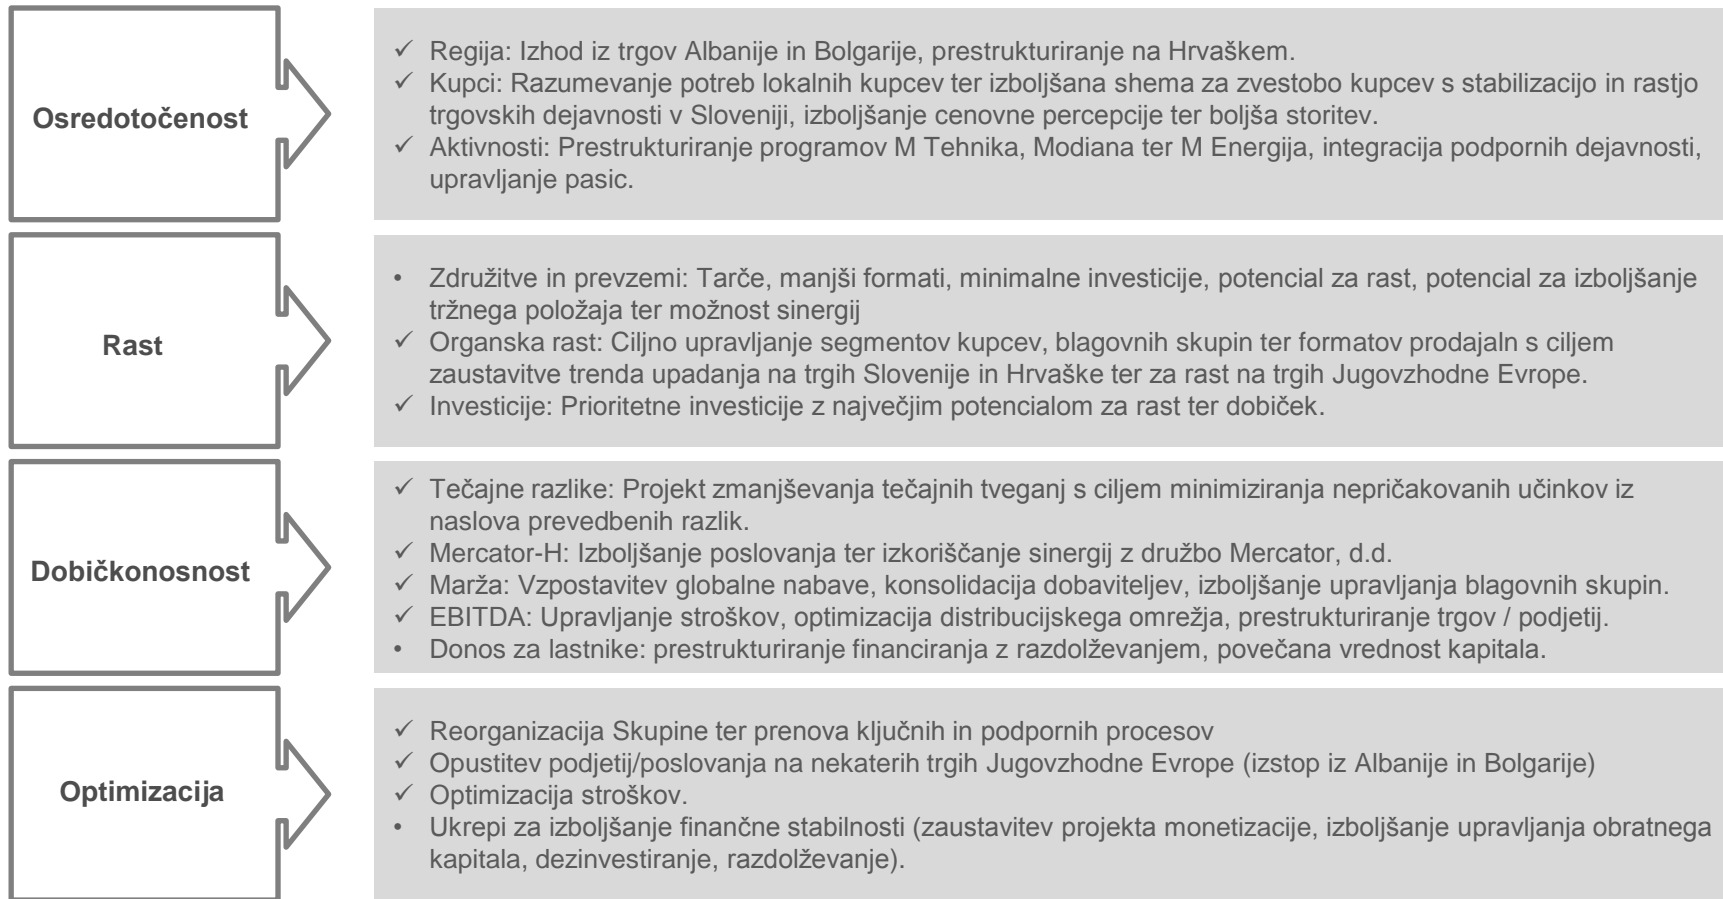 Osredotočenost
✓ Regija: Izhod iz trgov Albanije in Bolgarije, prestrukturiranje na Hrvaškem.
✓ Kupci: Razumevanje potreb lokalnih kupcev ter izboljšana shema za zvestobo kupcev s stabilizacijo in rastjo
trgovskih dejavnosti v Sloveniji, izboljšanje cenovne percepcije ter boljša storitev.
✓ Aktivnosti: Prestrukturiranje programov M Tehnika, Modiana ter M Energija, integracija podpornih dejavnosti,
upravljanje pasic.
Rast
• Združitve in prevzemi: Tarče, manjši formati, minimalne investicije, potencial za rast, potencial za izboljšanje
tržnega položaja ter možnost sinergij
✓ Organska rast: Ciljno upravljanje segmentov kupcev, blagovnih skupin ter formatov prodajaln s ciljem
zaustavitve trenda upadanja na trgih Slovenije in Hrvaške ter za rast na trgih Jugovzhodne Evrope.
✓ Investicije: Prioritetne investicije z največjim potencialom za rast ter dobiček.
Dobičkonosnost
✓ Tečajne razlike: Projekt zmanjševanja tečajnih tveganj s ciljem minimiziranja nepričakovanih učinkov iz
naslova prevedbenih razlik.
✓ Mercator-H: Izboljšanje poslovanja ter izkoriščanje sinergij z družbo Mercator, d.d.
✓ Marža: Vzpostavitev globalne nabave, konsolidacija dobaviteljev, izboljšanje upravljanja blagovnih skupin.
✓ EBITDA: Upravljanje stroškov, optimizacija distribucijskega omrežja, prestrukturiranje trgov / podjetij.
• Donos za lastnike: prestrukturiranje financiranja z razdolževanjem, povečana vrednost kapitala.
Optimizacija
✓ Reorganizacija Skupine ter prenova ključnih in podpornih procesov
✓ Opustitev podjetij/poslovanja na nekaterih trgih Jugovzhodne Evrope (izstop iz Albanije in Bolgarije)
✓ Optimizacija stroškov.
• Ukrepi za izboljšanje finančne stabilnosti (zaustavitev projekta monetizacije, izboljšanje upravljanja obratnega
kapitala, dezinvestiranje, razdolževanje).